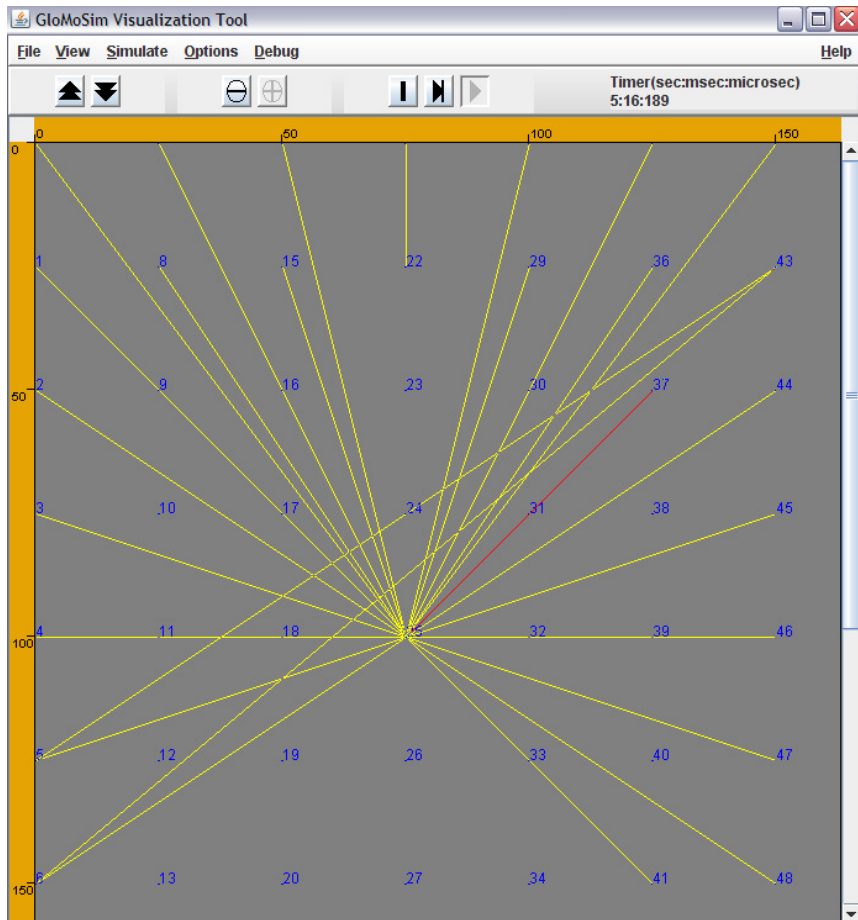 GloMoSim Visualization Tool
File View Simulate Options Debug Help
Timer(sec:msec:microsec)
5:16:189
0 50 100 150
0
1 8 15 22 29 36 43
50
2 9 16 23 30 37 44
3 10 17 24 31 38 45
100
4 11 18 25 32 39 46
5 12 19 26 33 40 47
150
6 13 20 27 34 41 48